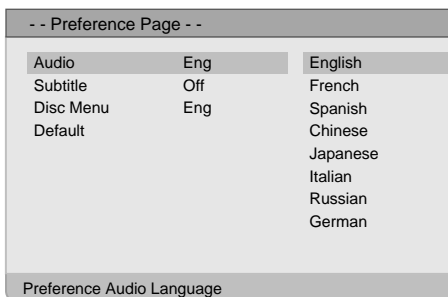 - - Preference Page - -
Audio Eng English
Subtitle Off French
Disc Menu Eng Spanish
Default Chinese
Japanese
Italian
Russian
German
Preference Audio Language